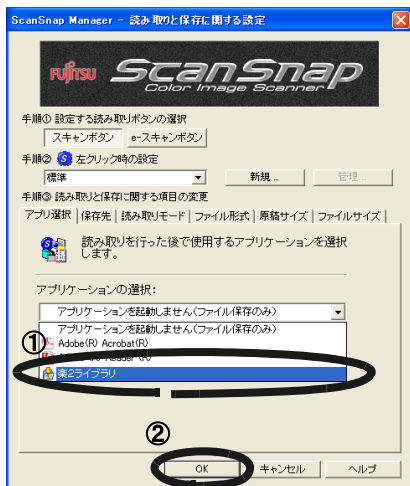 ScanSnap Manager - 読み取りと保存に関する設定
FUJITSU ScanSnap
Color Image Scanner
手順① 設定する読み取りボタンの選択
スキャンボタン e-スキャンボタン
手順② S 左クリック時の設定
標準 新規 ... 管理 ...
手順③ 読み取りと保存に関する項目の変更
アプリ選択 保存先 読み取りモード ファイル形式 原稿サイズ ファイルサイズ
読み取りを行った後で使用するアプリケーションを選択
します。
アプリケーションの選択:
アプリケーションを起動しません(ファイル保存のみ)
アプリケーションを起動しません(ファイル保存のみ)
①
Adobe(R) Acrobat(R)
楽2ライブラリ
②
OK キャンセル ヘルプ